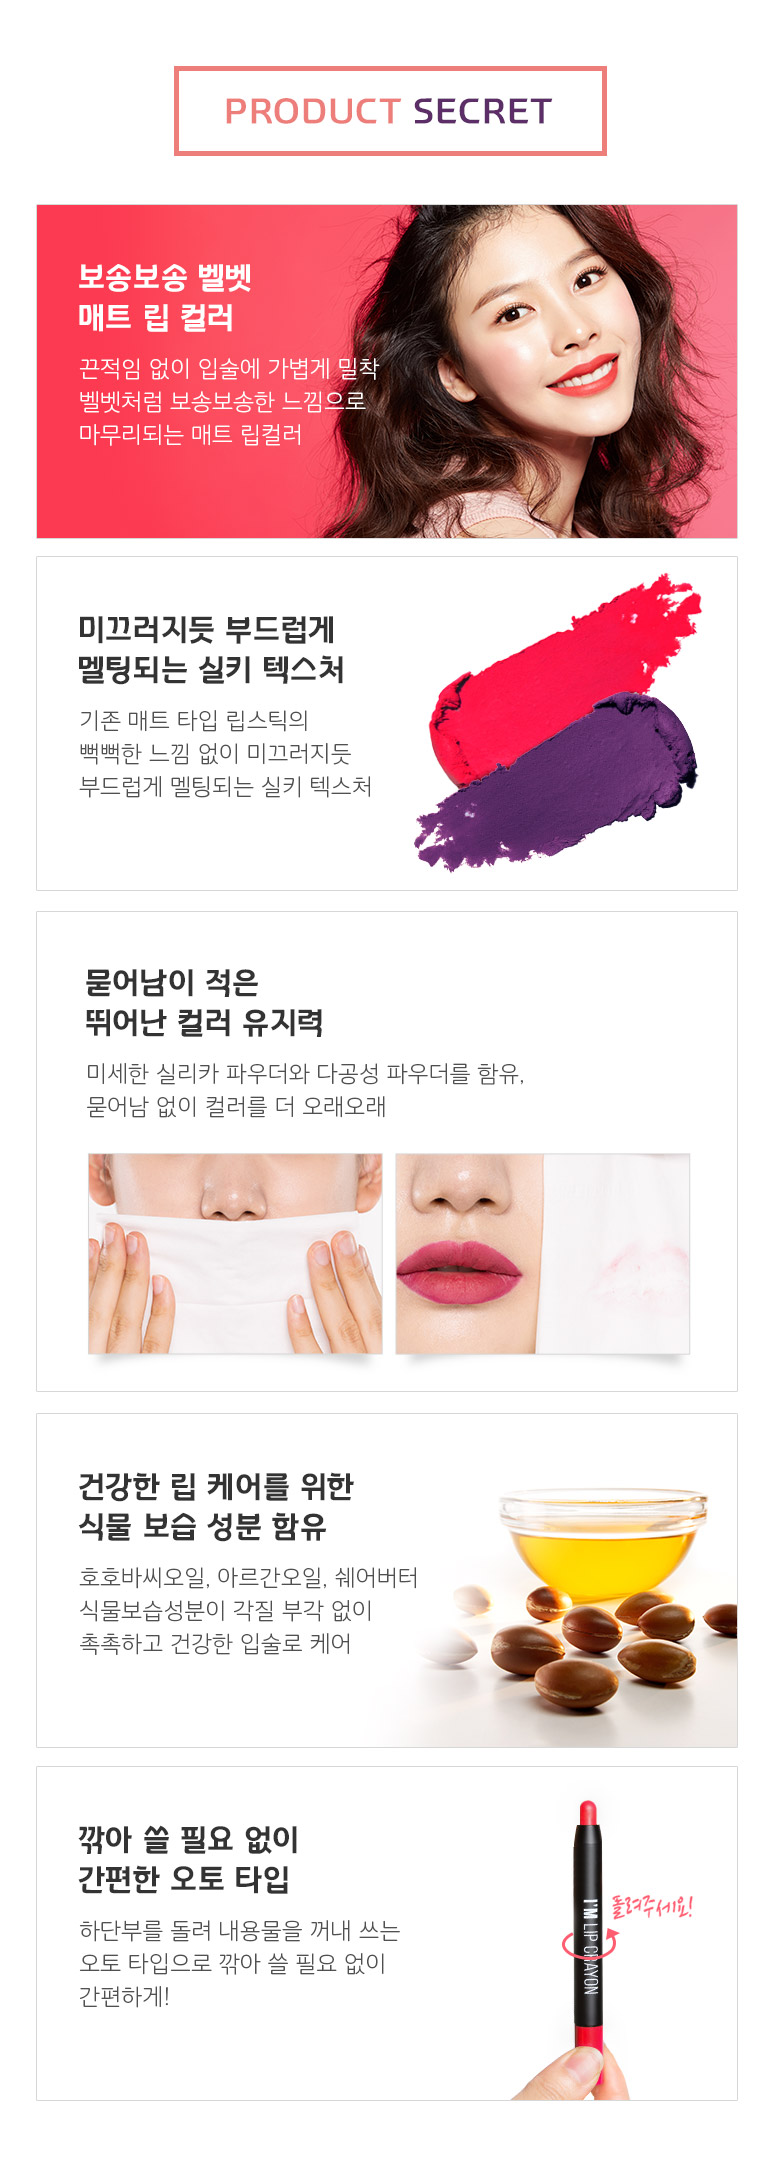 PRODUCT SECRET
보송보송 벨벳
매트 립 컬러
끈적임 없이 입술에 가볍게 밀착
벨벳처럼 보송보송한 느낌으로
마무리되는 매트 립컬러
미끄러지듯 부드럽게
멜팅되는 실키 텍스처
기존 매트 타입 립스틱의
뻑뻑한 느낌 없이 미끄러지듯
부드럽게 멜팅되는 실키 텍스처
묻어남이 적은
뛰어난 컬러 유지력
미세한 실리카 파우더와 다공성 파우더를 함유,
묻어남 없이 컬러를 더 오래오래
건강한 립 케어를 위한
식물 보습 성분 함유
호호바씨오일, 아르간오일, 쉐어버터
식물보습성분이 각질 부각 없이
촉촉하고 건강한 입술로 케어
깎아 쓸 필요 없이
간편한 오토 타입
하단부를 돌려 내용물을 꺼내 쓰는
오토 타입으로 깎아 쓸 필요 없이
간편하게!
돌려주세요!
I'M LIP CRAYON